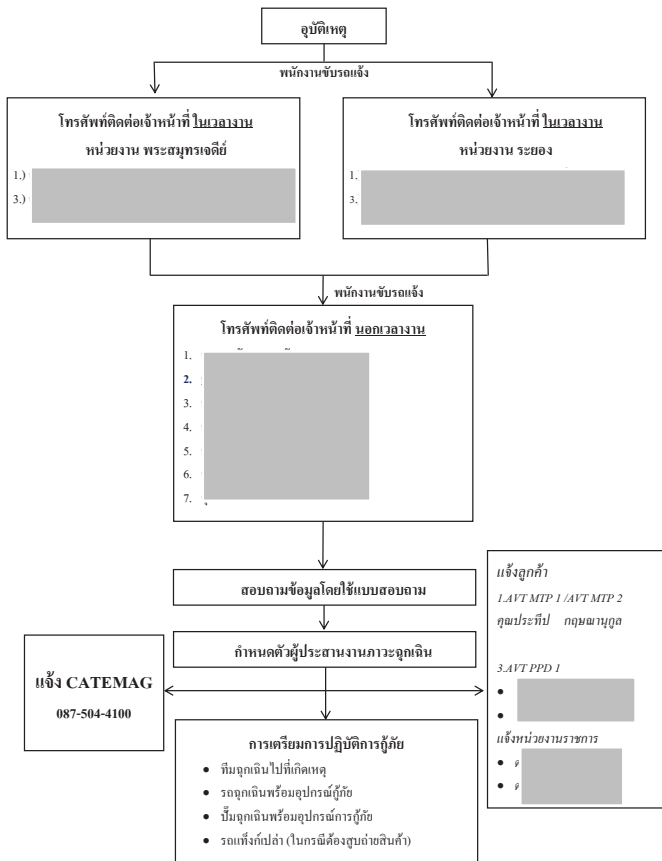 อุบัติเหตุ
พนักงานขับรถแจ้ง
โทรศัพท์ติดต่อเจ้าหน้าที่ ในเวลางาน
หน่วยงาน พระสมุทรเจดีย์
1.)
3.)
โทรศัพท์ติดต่อเจ้าหน้าที่ ในเวลางาน
หน่วยงาน ระยอง
1.
3.
พนักงานขับรถแจ้ง
โทรศัพท์ติดต่อเจ้าหน้าที่ นอกเวลางาน
1.
2.
3.
4.
5.
6.
7.
สอบถามข้อมูลโดยใช้แบบสอบถาม
กำหนดตัวผู้ประสานงานภาวะฉุกเฉิน
แจ้ง CATEMAG
087-504-4100
แจ้งลูกค้า
1.AVT MTP 1 /AVT MTP 2
คุณประทีป กฤษณานุกูล
3.AVT PPD 1
แจ้งหน่วยงานราชการ
การเตรียมการปฏิบัติการกู้ภัย
• ทีมฉุกเฉินไปที่เกิดเหตุ
• รถฉุกเฉินพร้อมอุปกรณ์กู้ภัย
• ปั๊มฉุกเฉินพร้อมอุปกรณ์การกู้ภัย
• รถแท็งก์เปล่า (ในกรณีต้องสูบถ่ายสินค้า)